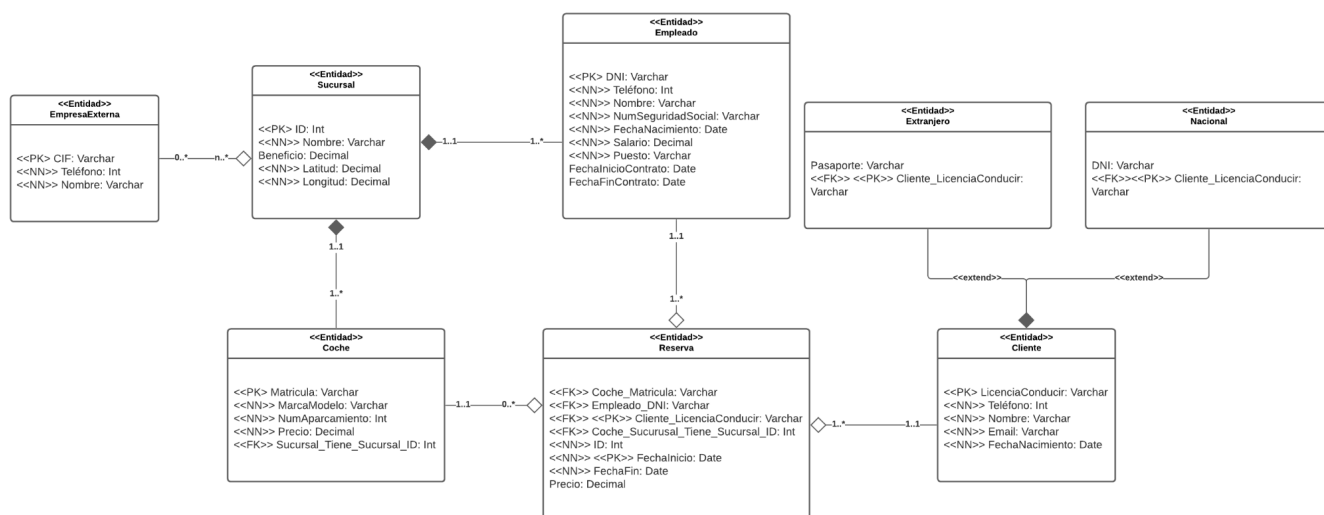 <<Entidad>>
EmpresaExterna
<<PK> CIF: Varchar
<<NN>> Teléfono: Int
<<NN>> Nombre: Varchar
0..*
n..*
<<Entidad>>
Sucursal
<<PK> ID: Int
<<NN>> Nombre: Varchar
Beneficio: Decimal
<<NN>> Latitud: Decimal
<<NN>> Longitud: Decimal
1..1
1..*
<<Entidad>>
Empleado
<<PK> DNI: Varchar
<<NN>> Teléfono: Int
<<NN>> Nombre: Varchar
<<NN>> NumSeguridadSocial: Varchar
<<NN>> FechaNacimiento: Date
<<NN>> Salario: Decimal
<<NN>> Puesto: Varchar
FechaInicioContrato: Date
FechaFinContrato: Date
<<Entidad>>
Extranjero
Pasaporte: Varchar
<<FK>> <<PK>> Cliente_LicenciaConducir:
Varchar
<<Entidad>>
Nacional
DNI: Varchar
<<FK>><<PK>> Cliente_LicenciaConducir:
Varchar
1..1
1..*
1..1
1..*
<<extend>>
<<extend>>
<<Entidad>>
Coche
<<PK> Matricula: Varchar
<<NN>> MarcaModelo: Varchar
<<NN>> NumAparcamiento: Int
<<NN>> Precio: Decimal
<<FK>> Sucursal_Tiene_Sucursal_ID: Int
1..1
0..*
<<Entidad>>
Reserva
<<FK>> Coche_Matricula: Varchar
<<FK>> Empleado_DNI: Varchar
<<FK>> <<PK>> Cliente_LicenciaConducir: Varchar
<<FK>> Coche_Sucurusal_Tiene_Sucursal_ID: Int
<<NN>> ID: Int
<<NN>> <<PK>> FechaInicio: Date
<<NN>> FechaFin: Date
Precio: Decimal
1..*
1..1
<<Entidad>>
Cliente
<<PK> LicenciaConducir: Varchar
<<NN>> Teléfono: Int
<<NN>> Nombre: Varchar
<<NN>> Email: Varchar
<<NN>> FechaNacimiento: Date